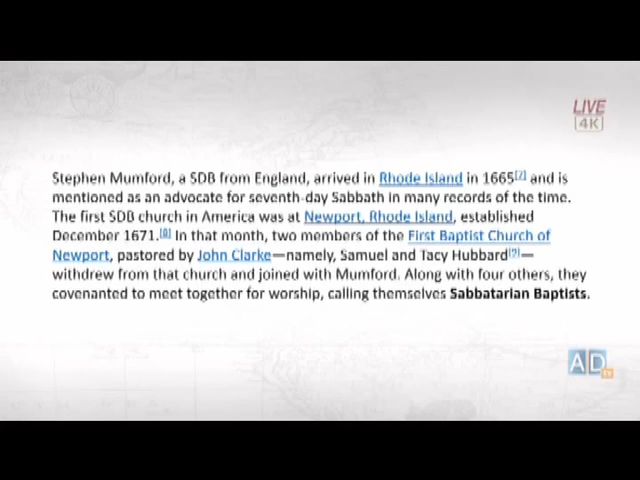 LIVE
4K
Stephen Mumford, a SDB from England, arrived in Rhode Island in 1665[7] and is
mentioned as an advocate for seventh-day Sabbath in many records of the time.
The first SDB church in America was at Newport, Rhode Island, established
December 1671.[8] In that month, two members of the First Baptist Church of
Newport, pastored by John Clarke—namely, Samuel and Tacy Hubbard[9]—
withdrew from that church and joined with Mumford. Along with four others, they
covenanted to meet together for worship, calling themselves Sabbatarian Baptists.
AD
TV